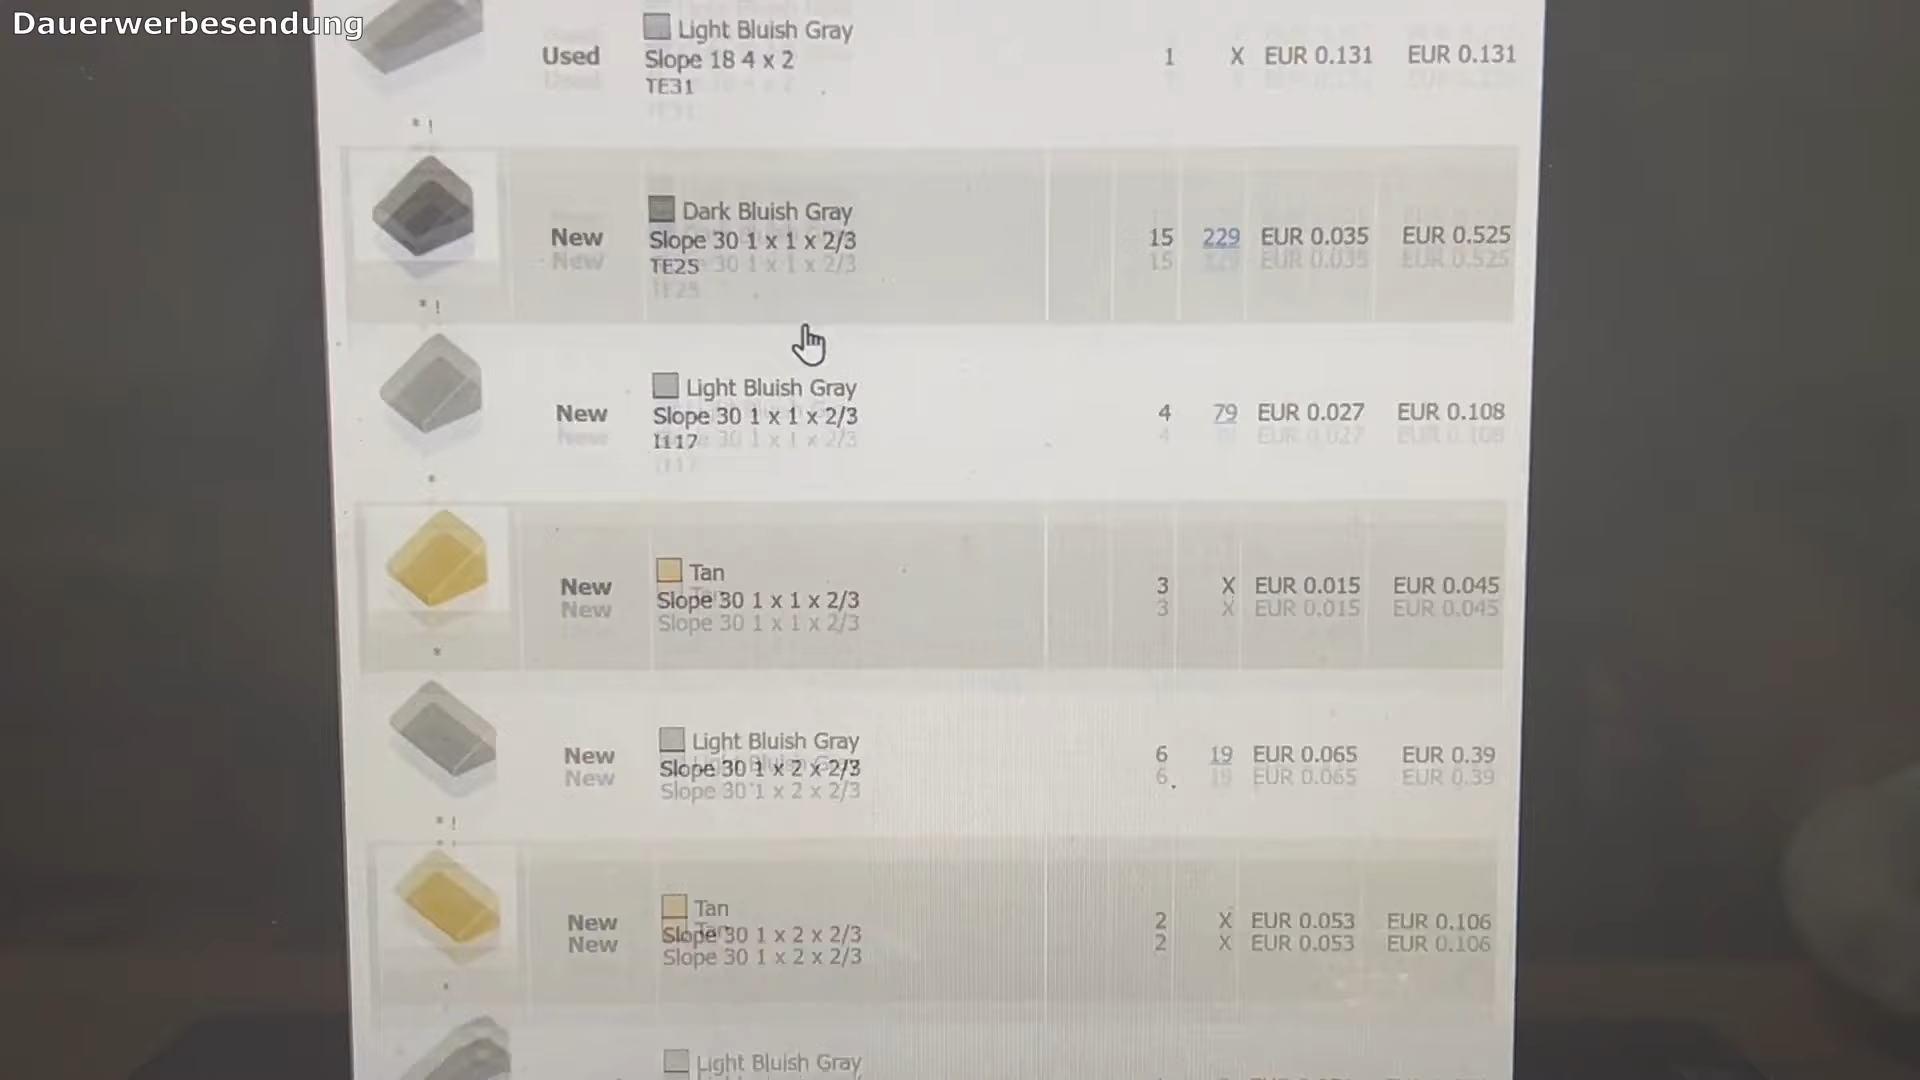 Dauerwerbesendung
Light Bluish Gray
Used Slope 18 4 x 2 1 X EUR 0.131 EUR 0.131
TE31
* !
Dark Bluish Gray
New Slope 30 1 x 1 x 2/3 15 229 EUR 0.035 EUR 0.525
TE25
* !
Light Bluish Gray
New Slope 30 1 x 1 x 2/3 4 79 EUR 0.027 EUR 0.108
I117
*
Tan
New Slope 30 1 x 1 x 2/3 3 X EUR 0.015 EUR 0.045
*
Light Bluish Gray
New Slope 30 1 x 2 x 2/3 6 19 EUR 0.065 EUR 0.39
* !
Tan
New Slope 30 1 x 2 x 2/3 2 X EUR 0.053 EUR 0.106
*
Light Bluish Gray